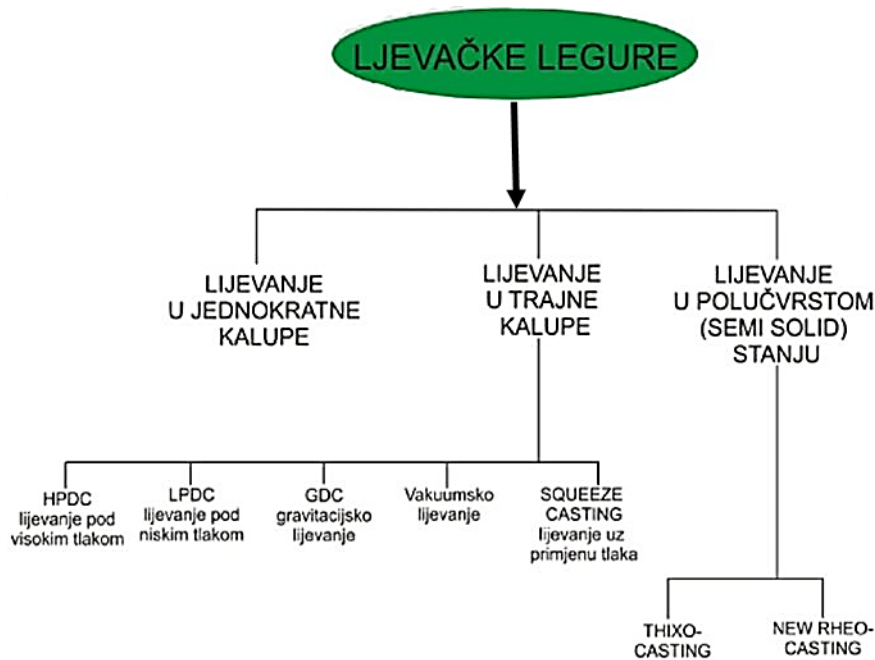 LJEVAČKE LEGURE
LIJEVANJE
U JEDNOKRATNE
KALUPE
LIJEVANJE
U TRAJNE
KALUPE
LIJEVANJE
U POLUČVRSTOM
(SEMI SOLID)
STANJU
HPDC
lijevanje pod
visokim tlakom
LPDC
lijevanje pod
niskim tlakom
GDC
gravitacijsko
lijevanje
Vakuumsko
lijevanje
SQUEEZE
CASTING
lijevanje uz
primjenu tlaka
THIXO-
CASTING
NEW RHEO-
CASTING